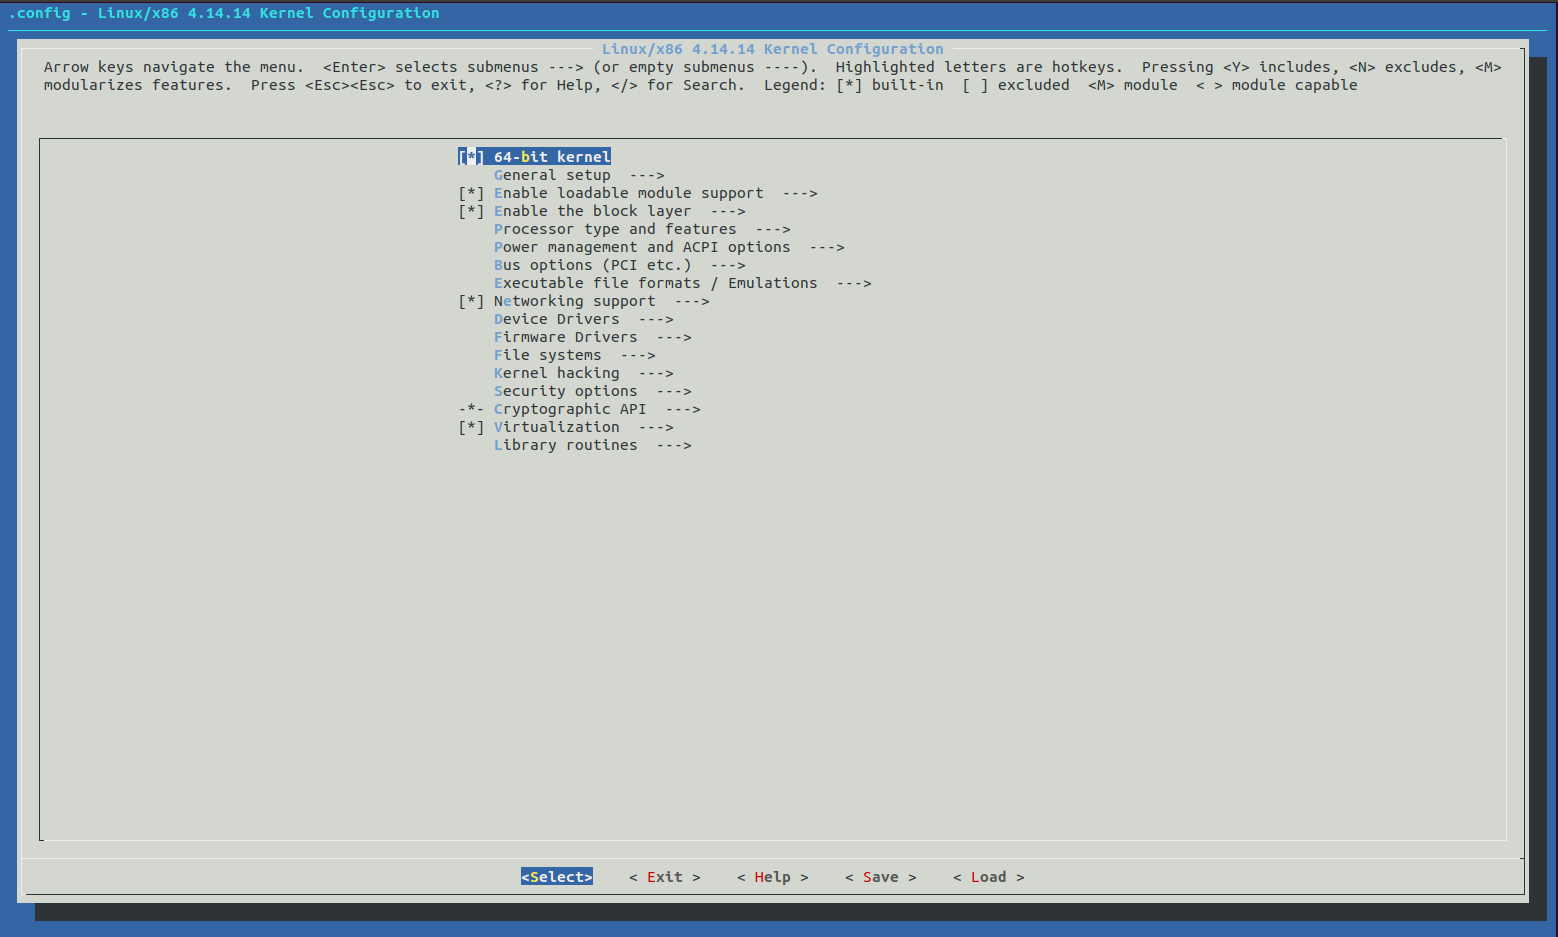 .config - Linux/x86 4.14.14 Kernel Configuration
Linux/x86 4.14.14 Kernel Configuration
Arrow keys navigate the menu.  <Enter> selects submenus ---> (or empty submenus ----).  Highlighted letters are hotkeys.  Pressing <Y> includes, <N> excludes, <M>
modularizes features.  Press <Esc><Esc> to exit, <?> for Help, </> for Search.  Legend: [*] built-in  [ ] excluded  <M> module  < > module capable
[*] 64-bit kernel
General setup  --->
[*] Enable loadable module support  --->
[*] Enable the block layer  --->
Processor type and features  --->
Power management and ACPI options  --->
Bus options (PCI etc.)  --->
Executable file formats / Emulations  --->
[*] Networking support  --->
Device Drivers  --->
Firmware Drivers  --->
File systems  --->
Kernel hacking  --->
Security options  --->
-*- Cryptographic API  --->
[*] Virtualization  --->
Library routines  --->
<Select>    < Exit >    < Help >    < Save >    < Load >